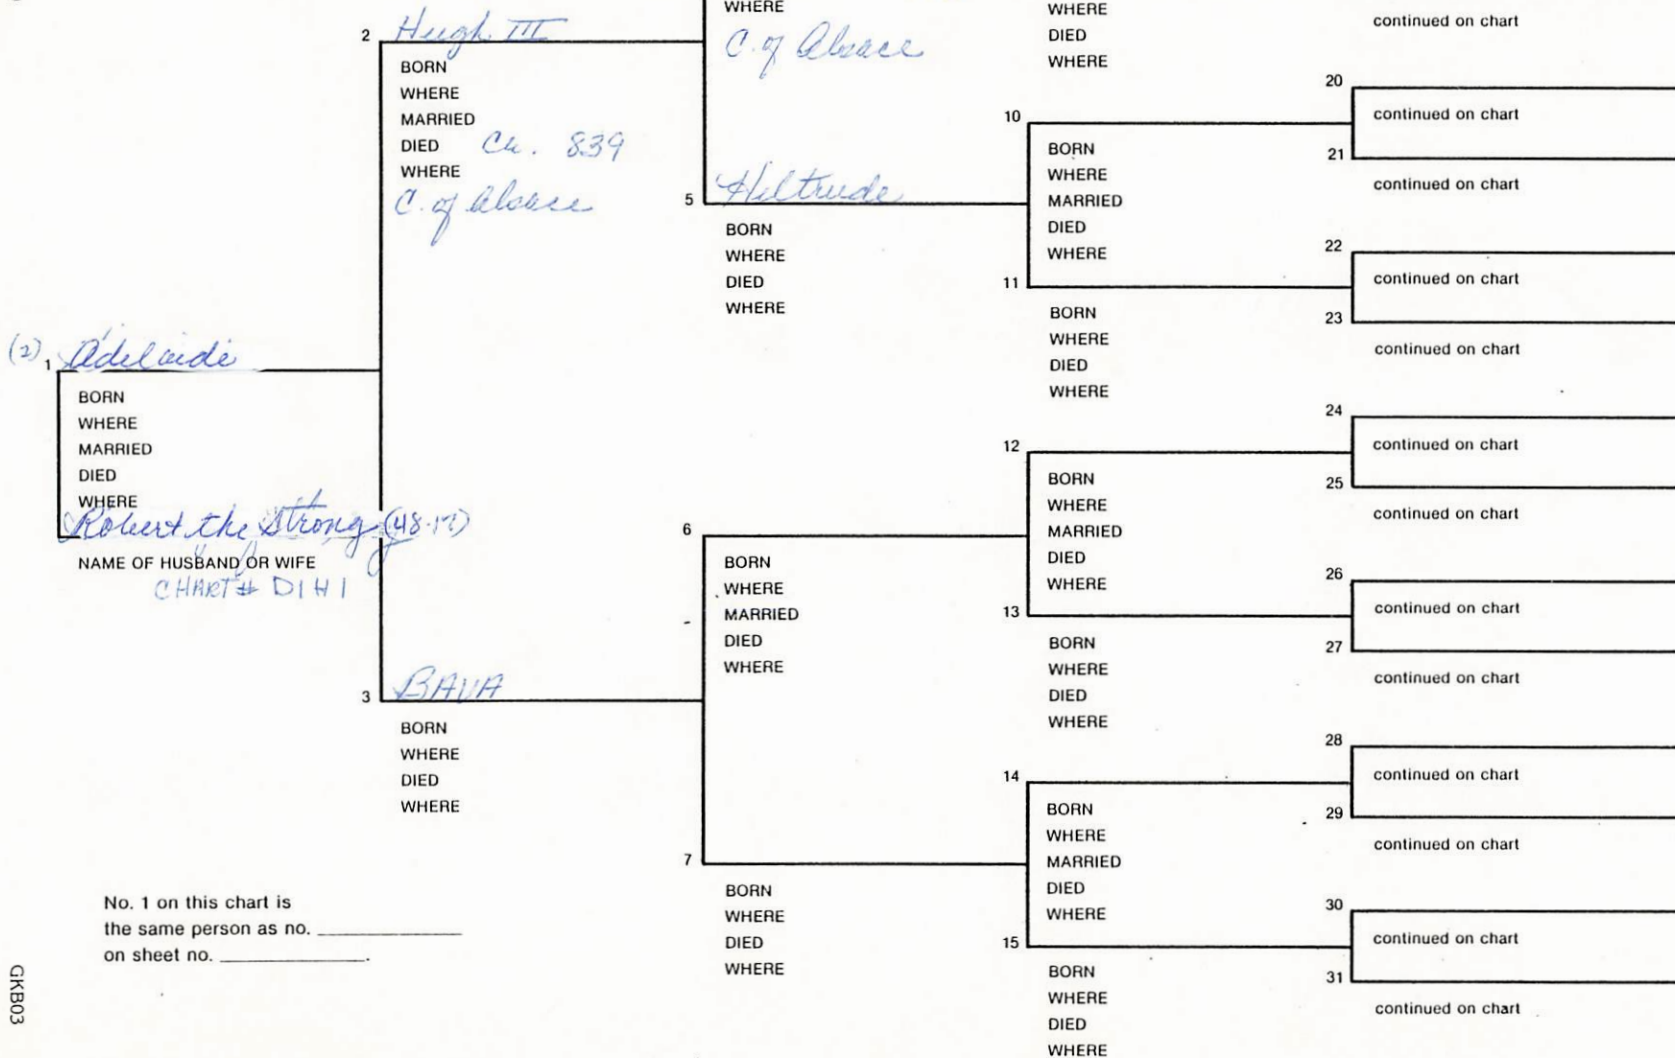 2 Hugh III
BORN
WHERE
MARRIED
DIED Ca. 839
WHERE
C. of Alsace
WHERE
C. of Alsace
5 Hiltrude
BORN
WHERE
DIED
WHERE
WHERE
DIED
WHERE
10
BORN
WHERE
MARRIED
DIED
WHERE
11
BORN
WHERE
DIED
WHERE
continued on chart
20
continued on chart
21
continued on chart
22
continued on chart
23
continued on chart
(2) 1 Adelaide
BORN
WHERE
MARRIED
DIED
WHERE
Robert the Strong (48-17)
NAME OF HUSBAND OR WIFE
CHART# D1H1
3 BAVA
BORN
WHERE
DIED
WHERE
6
BORN
WHERE
MARRIED
DIED
WHERE
7
BORN
WHERE
DIED
WHERE
12
BORN
WHERE
MARRIED
DIED
WHERE
13
BORN
WHERE
DIED
WHERE
14
BORN
WHERE
MARRIED
DIED
WHERE
15
BORN
WHERE
DIED
WHERE
24
continued on chart
25
continued on chart
26
continued on chart
27
continued on chart
28
continued on chart
29
continued on chart
30
continued on chart
31
continued on chart
No. 1 on this chart is
the same person as no.
on sheet no. .
GKB03